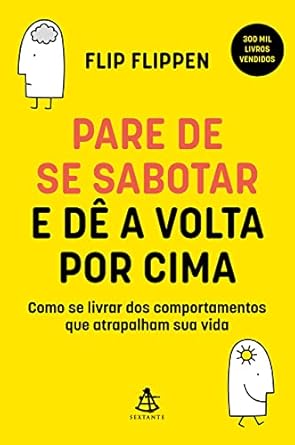 FLIP FLIPPEN
300 MIL
LIVROS
VENDIDOS
PARE DE
SE SABOTAR
E DÊ A VOLTA
POR CIMA
Como se livrar dos comportamentos
que atrapalham sua vida
SEXTANTE